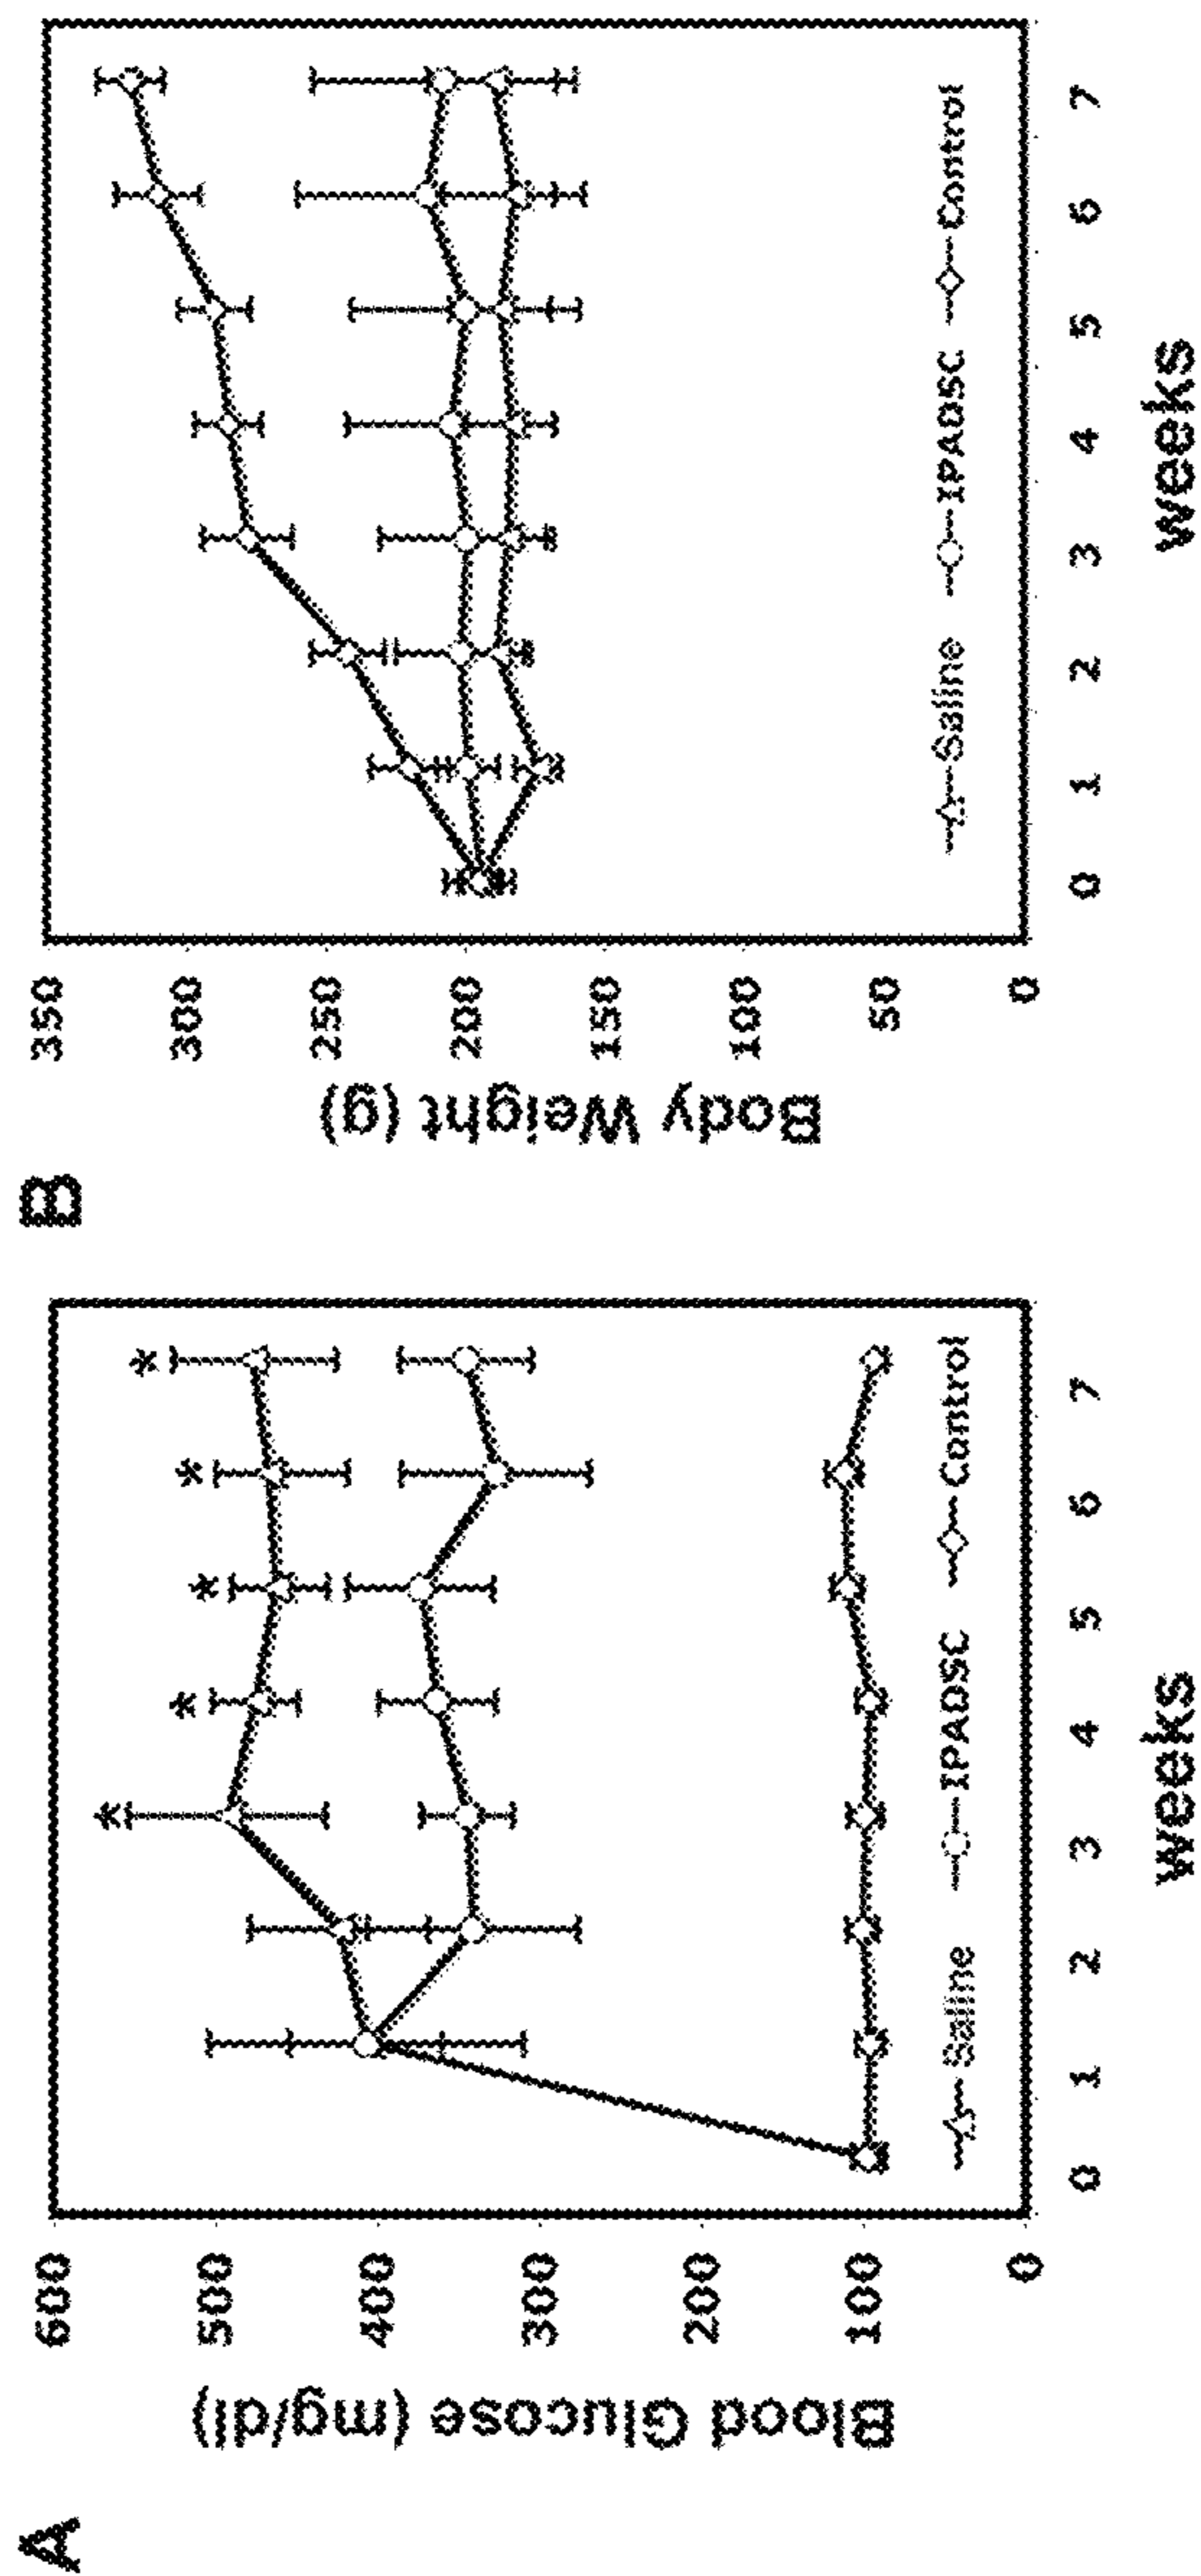 A
Blood Glucose (mg/dl)
600
500
400
300
200
100
0
* * * * *
Saline IPADSC Control
0 1 2 3 4 5 6 7
weeks
B
Body Weight (g)
350
300
250
200
150
100
50
0
Saline IPADSC Control
0 1 2 3 4 5 6 7
weeks